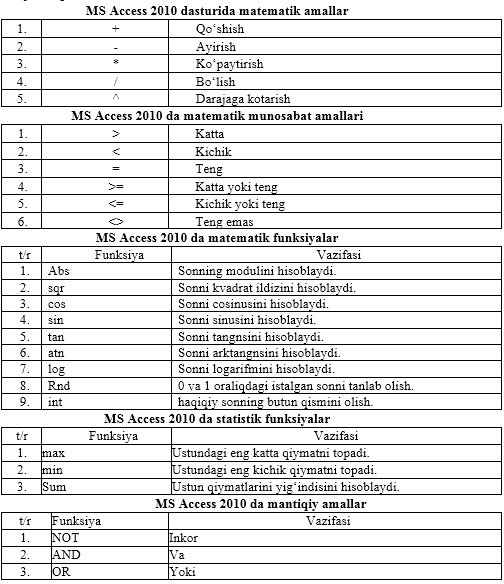 MS Access 2010 dasturida matematik amallar
1. + Qo‘shish
2. - Ayirish
3. * Ko‘paytirish
4. / Bo‘lish
5. ^ Darajaga kotarish
MS Access 2010 da matematik munosabat amallari
1. > Katta
2. < Kichik
3. = Teng
4. >= Katta yoki teng
5. <= Kichik yoki teng
6. <> Teng emas
MS Access 2010 da matematik funksiyalar
t/r Funksiya Vazifasi
1. Abs Sonning modulini hisoblaydi.
2. sqr Sonni kvadrat ildizini hisoblaydi.
3. cos Sonni cosinusini hisoblaydi.
4. sin Sonni sinusini hisoblaydi.
5. tan Sonni tangnsini hisoblaydi.
6. atn Sonni arktangnsini hisoblaydi.
7. log Sonni logarifmini hisoblaydi.
8. Rnd 0 va 1 oraliqdagi istalgan sonni tanlab olish.
9. int haqiqiy sonning butun qismini olish.
MS Access 2010 da statistik funksiyalar
t/r Funksiya Vazifasi
1. max Ustundagi eng katta qiymatni topadi.
2. min Ustundagi eng kichik qiymatni topadi.
3. Sum Ustun qiymatlarini yig‘indisini hisoblaydi.
MS Access 2010 da mantiqiy amallar
t/r Funksiya Vazifasi
1. NOT Inkor
2. AND Va
3. OR Yoki